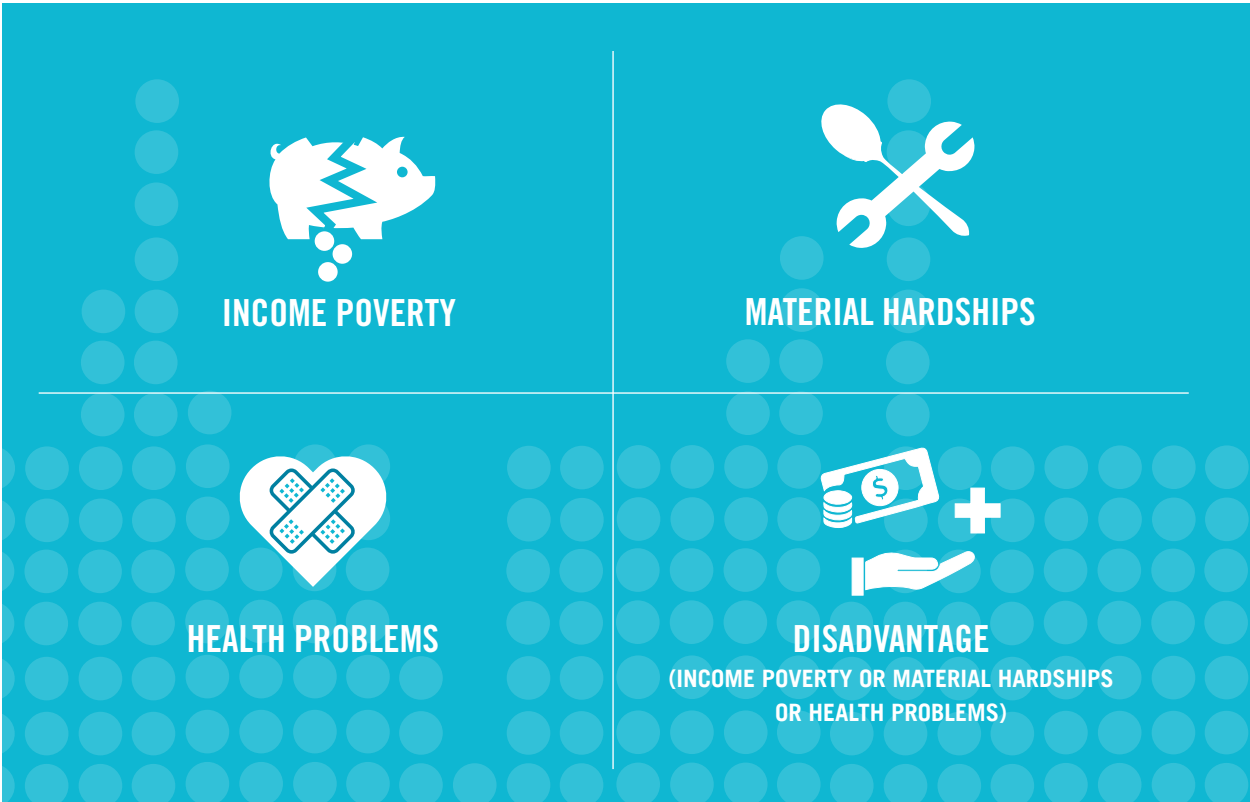 INCOME POVERTY
MATERIAL HARDSHIPS
HEALTH PROBLEMS
$
DISADVANTAGE
(INCOME POVERTY OR MATERIAL HARDSHIPS
OR HEALTH PROBLEMS)